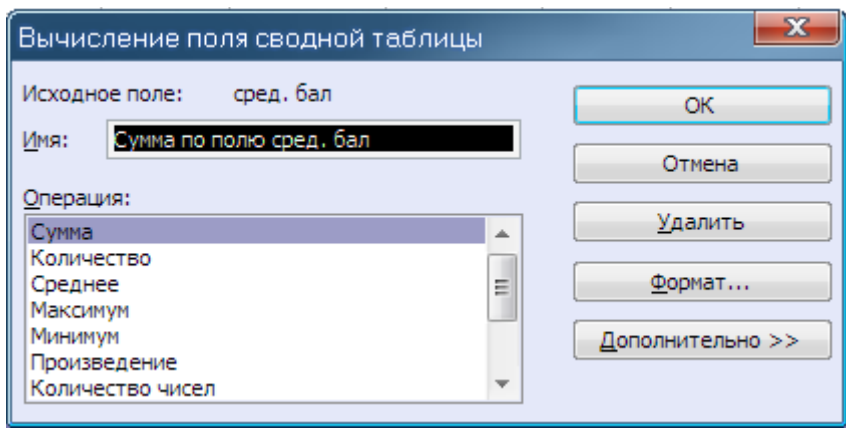 Вычисление поля сводной таблицы
Исходное поле: сред. бал
Имя: Сумма по полю сред. бал
Операция:
Сумма
Количество
Среднее
Максимум
Минимум
Произведение
Количество чисел
ОК
Отмена
Удалить
Формат...
Дополнительно >>